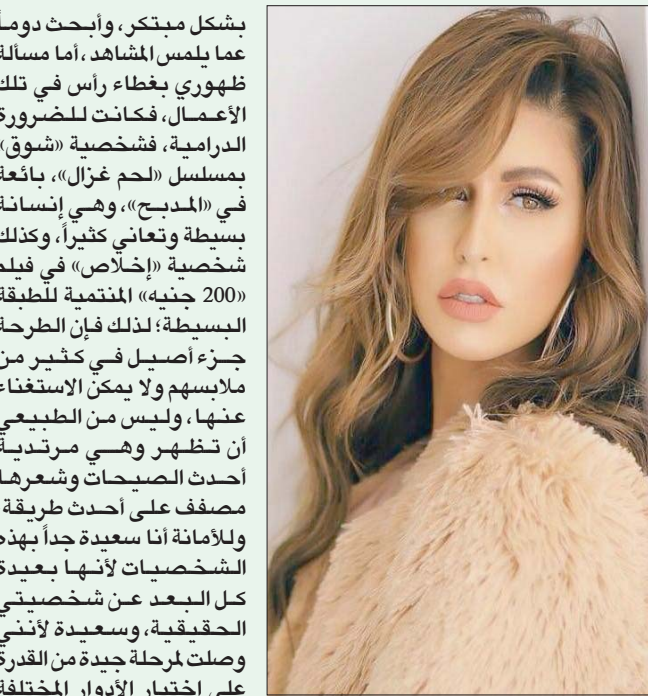 بشكل مبتكر، وأبحث دوماً
عما يلمس المشاهد، أما مسألة
ظهوري بغطاء رأس في تلك
الأعمال، فكانت للضرورة
الدرامية، فشخصية «شوق»
بمسلسل «لحم غزال»، بائعة
في «المدبح»، وهي إنسانة
بسيطة وتعاني كثيراً، وكذلك
شخصية «إخلاص» في فيلم
«200 جنيه» المنتمية للطبقة
البسيطة؛ لذلك فإن الطرحة
جزء أصيل في كثير من
ملابسهم ولا يمكن الاستغناء
عنها، وليس من الطبيعي
أن تظهر وهي مرتدية
أحدث الصيحات وشعرها
مصفف على أحدث طريقة
وللأمانة أنا سعيدة جداً بهذه
الشخصيات لأنها بعيدة
كل البعد عن شخصيتي
الحقيقية، وسعيدة لأنني
وصلت لمرحلة جيدة من القدرة
على اختيار الأدوار المختلفة